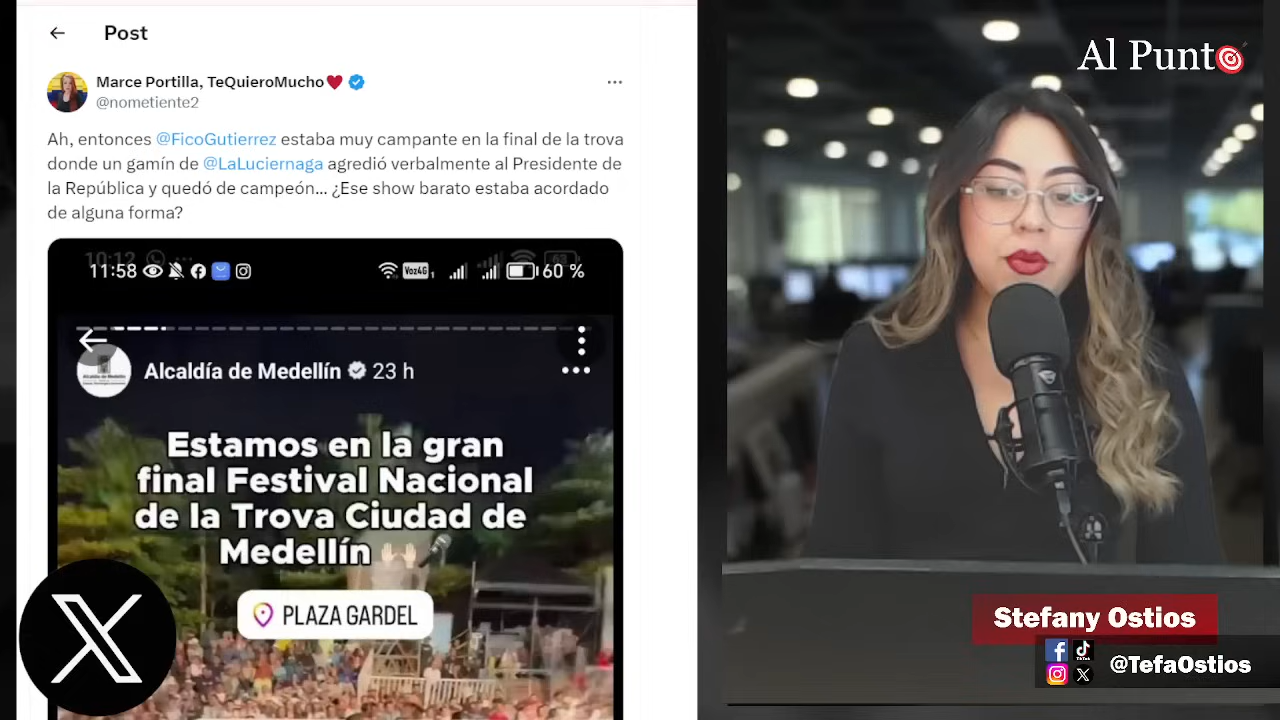 Post
Marce Portilla, TeQuieroMucho
@nometiente2
Ah, entonces @FicoGutierrez estaba muy campante en la final de la trova
donde un gamín de @LaLuciernaga agredió verbalmente al Presidente de
la República y quedó de campeón... ¿Ese show barato estaba acordado
de alguna forma?
11:58
Voz4G
60 %
Alcaldía de Medellín 23 h
Estamos en la gran
final Festival Nacional
de la Trova Ciudad de
Medellín
PLAZA GARDEL
Al Punto
Stefany Ostios
@TefaOstios